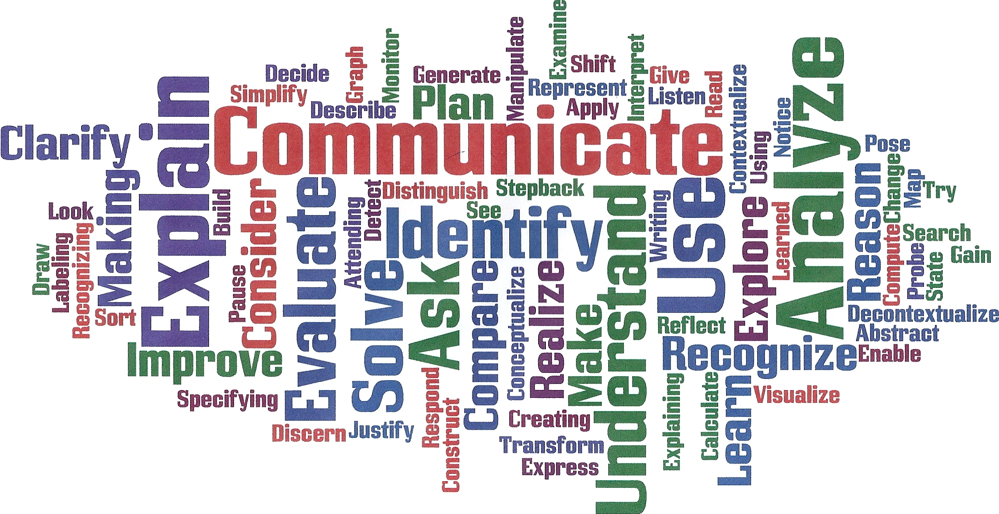 Examine
Manipulate
Monitor
Interpret
Graph
Decide
Generate
Shift
Give
Read
Contextualize
Simplify
Describe
Plan
Represent
Listen
Apply
Notice
Analyze
Clarify
Explain
Communicate
Using
Pose
Making
Build
Consider
Evaluate
Detect
Distinguish
Stepback
Understand
Use
Reason
Change
Map
Try
Look
Attending
See
Identify
Writing
Explore
Learned
Search
Draw
Labeling
Recognizing
Pause
Solve
Ask
Compare
Conceptualize
Realize
Make
Compute
Probe
State
Gain
Sort
Reflect
Decontextualize
Abstract
Improve
Recognize
Enable
Specifying
Respond
Creating
Explaining
Calculate
Learn
Visualize
Discern
Justify
Construct
Transform
Express